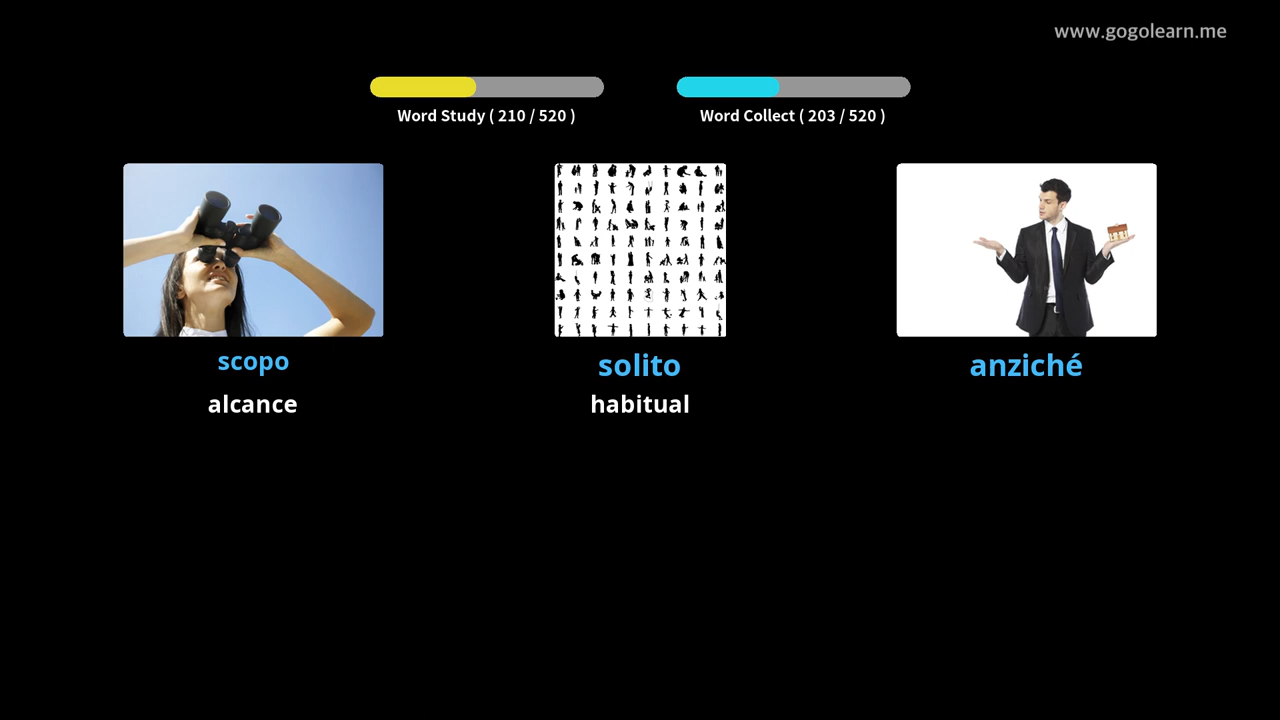 www.gogolearn.me
Word Study ( 210 / 520 )
Word Collect ( 203 / 520 )
scopo
alcance
solito
habitual
anziché